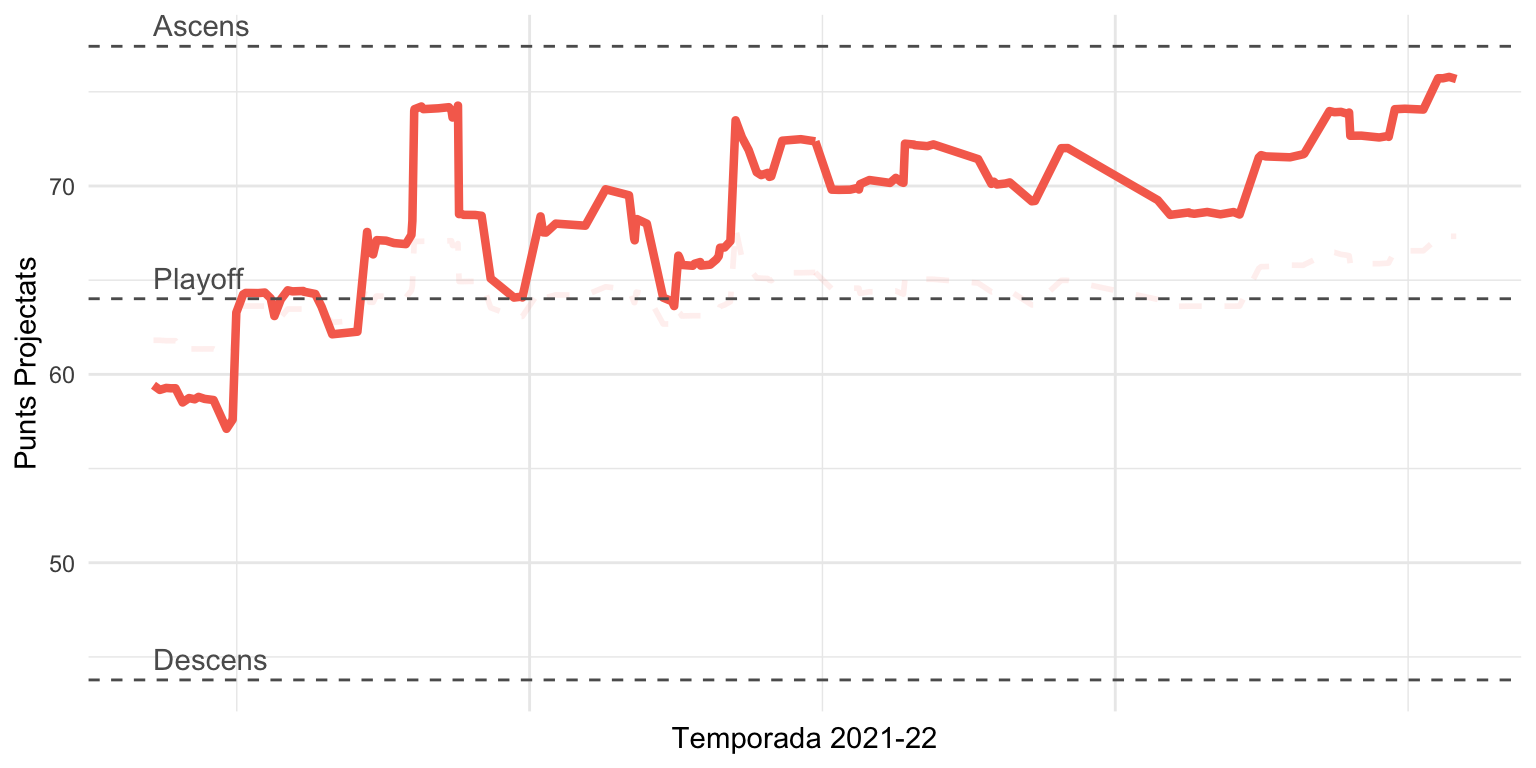 Ascens
70
Playoff
60
50
Descens
Punts Projectats
Temporada 2021-22